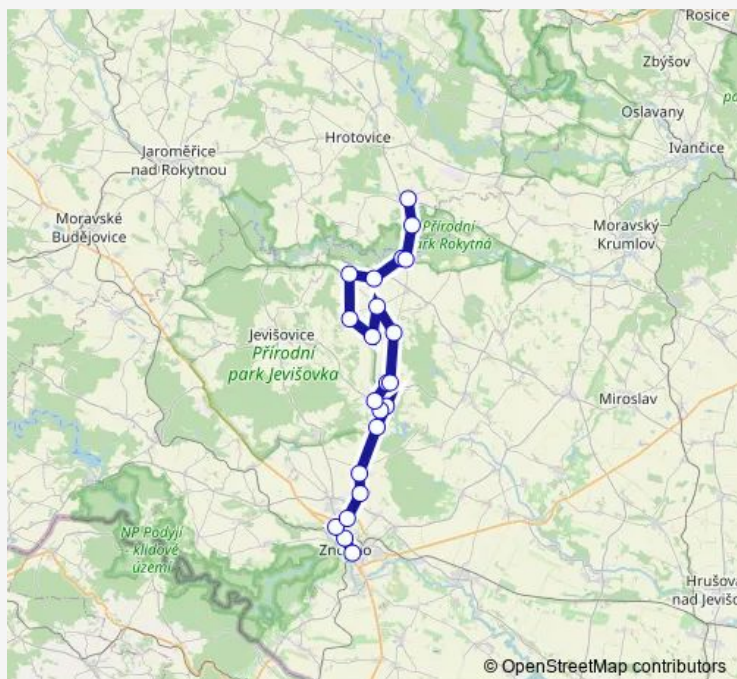 Rosice
Zbýšov
Oslavany
Ivančice
Hrotovice
Jaroměřice
nad Rokytnou
Moravské
Budějovice
Přírodní
park Rokytná
Moravský
Krumlov
Jevišovice
Přírodní
park Jevišovka
Miroslav
NP Podyjí
- klidové
území
Hrušova
nad Jevišo
© OpenStreetMap contributors